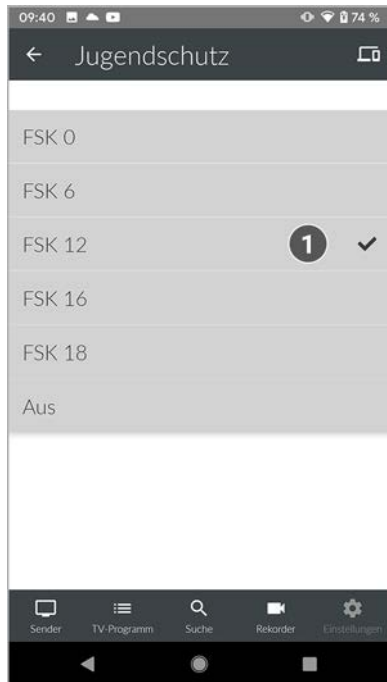 09:40 74 %
Jugendschutz
FSK 0
FSK 6
FSK 12 1
FSK 16
FSK 18
Aus
Sender TV-Programm Suche Rekorder Einstellungen